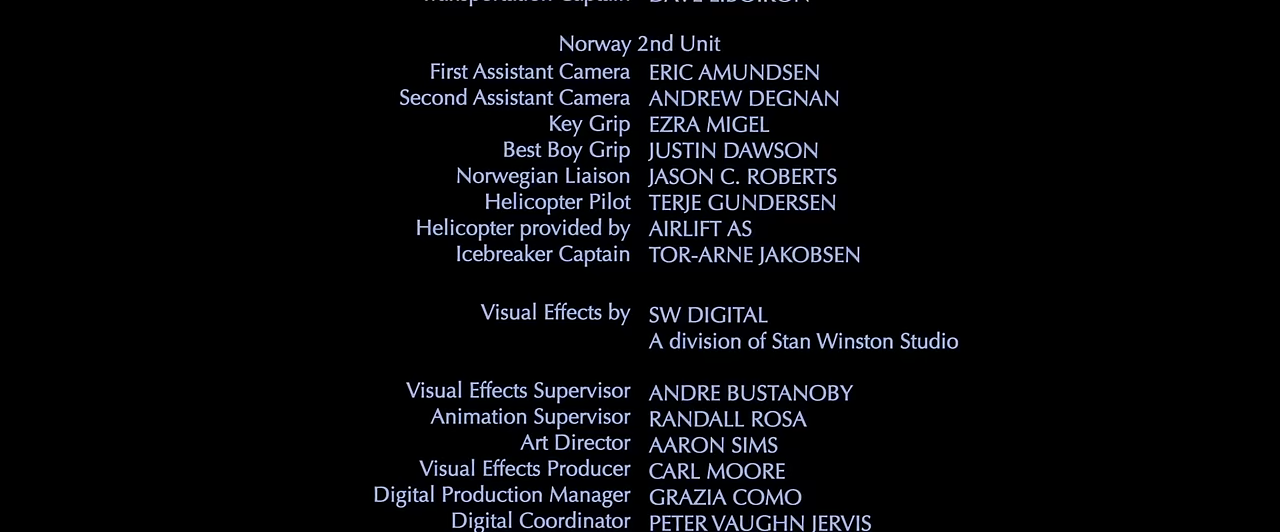 Transportation Captain DAVE LISOIRON
Norway 2nd Unit
First Assistant Camera ERIC AMUNDSEN
Second Assistant Camera ANDREW DEGNAN
Key Grip EZRA MIGEL
Best Boy Grip JUSTIN DAWSON
Norwegian Liaison JASON C. ROBERTS
Helicopter Pilot TERJE GUNDERSEN
Helicopter provided by AIRLIFT AS
Icebreaker Captain TOR-ARNE JAKOBSEN
Visual Effects by SW DIGITAL
A division of Stan Winston Studio
Visual Effects Supervisor ANDRE BUSTANOBY
Animation Supervisor RANDALL ROSA
Art Director AARON SIMS
Visual Effects Producer CARL MOORE
Digital Production Manager GRAZIA COMO
Digital Coordinator PETER VAUGHN JERVIS